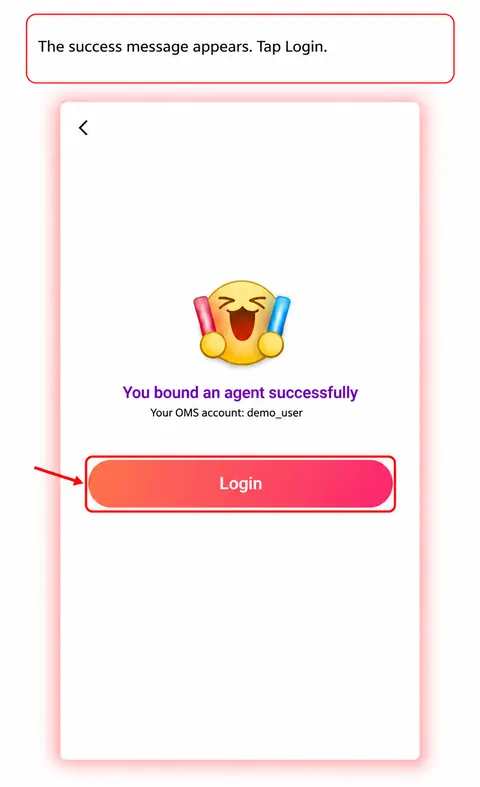 The success message appears. Tap Login.
You bound an agent successfully
Your OMS account: demo_user
Login